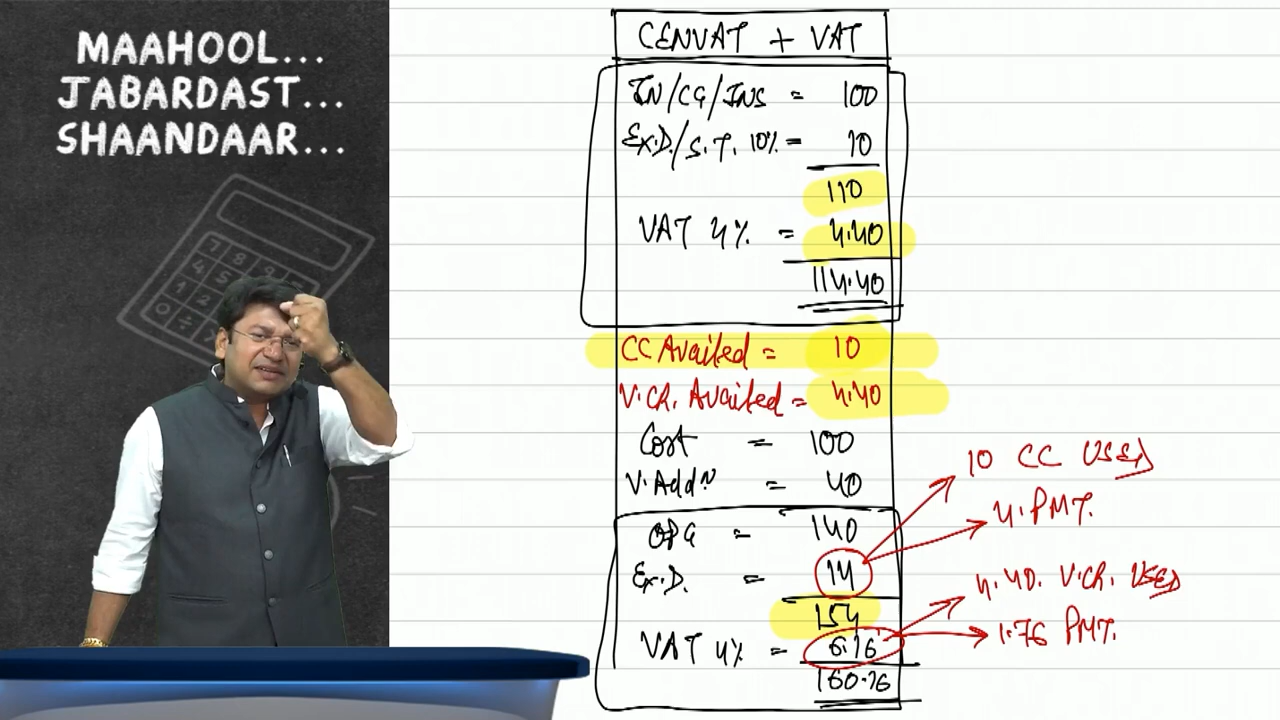 MAAHOOL...
JABARDAST...
SHAANDAAR...
CENVAT + VAT
IN/CG/INS = 100
Ex.D./S.T. 10% = 10
110
VAT 4% = 4.40
114.40
CC Availed = 10
V.CR. Availed = 4.40
Cost = 100
V.Addn = 40
OPG = 140
Ex.D. = 14
154
VAT 4% = 6.16
160.16
10 CC USED
4. PMT.
4.40. V.CR. USED
1.76 PMT.